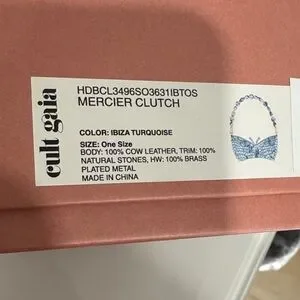 cult gaia
HDBCL3496SO3631IBTOS
MERCIER CLUTCH
COLOR: IBIZA TURQUOISE
SIZE: One Size
BODY: 100% COW LEATHER, TRIM: 100%
NATURAL STONES, HW: 100% BRASS
PLATED METAL
MADE IN CHINA